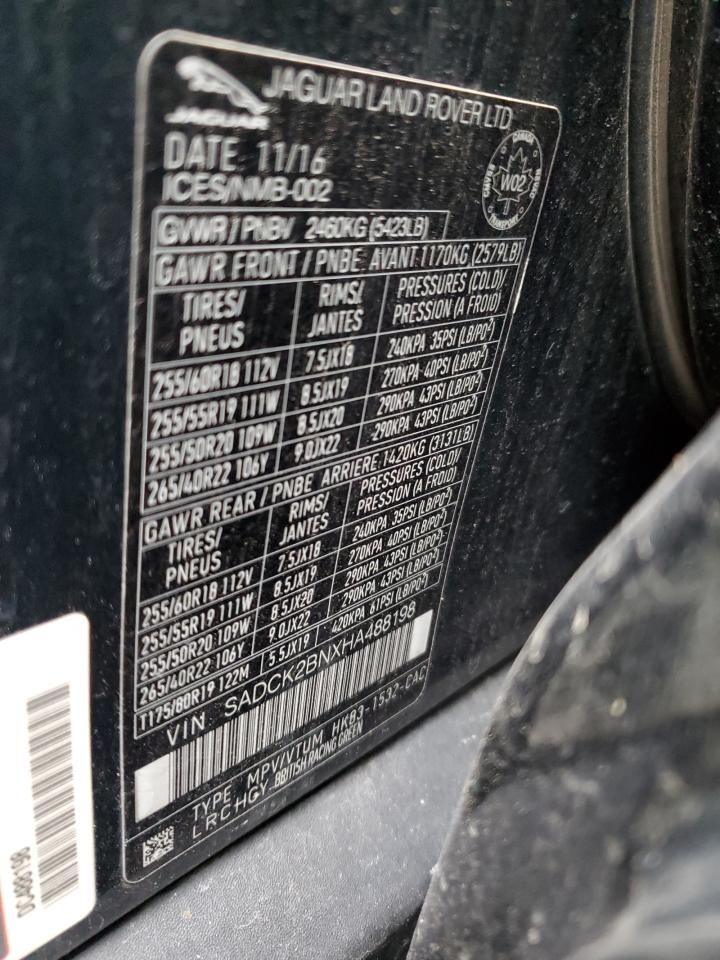 JAGUAR
JAGUAR LAND ROVER LTD
DATE 11/16
ICES/NMB-002
W02
TRANSPORT
GVWR / PNBV 2460KG (5423LB)
GAWR FRONT / PNBE: AVANT: 1170KG (2579LB)
TIRES/ PNEUS RIMS/ JANTES PRESSURES (COLD)/ PRESSION (A FROID)
255/60R18 112V 7.5JX18 240KPA 35PSI (LB/PO²)
255/55R19 111W 8.5JX19 270KPA 40PSI (LB/PO²)
255/50R20 109W 8.5JX20 290KPA 43PSI (LB/PO²)
265/40R22 106Y 9.0JX22 290KPA 43PSI (LB/PO²)
GAWR REAR / PNBE ARRIERE: 1420KG (3131LB)
TIRES/ PNEUS RIMS/ JANTES PRESSURES (COLD)/ PRESSION (A FROID)
255/60R18 112V 7.5JX18 240KPA 35PSI (LB/PO²)
255/55R19 111W 8.5JX19 270KPA 40PSI (LB/PO²)
255/50R20 109W 8.5JX20 290KPA 43PSI (LB/PO²)
265/40R22 106Y 9.0JX22 290KPA 43PSI (LB/PO²)
T175/80R19 122M 5.5JX19 420KPA 61PSI (LB/PO²)
VIN SADCK2BNXHA488198
TYPE MPV/VTUM HK83-1532-CAC
LRC HGY BRITISH RACING GREEN